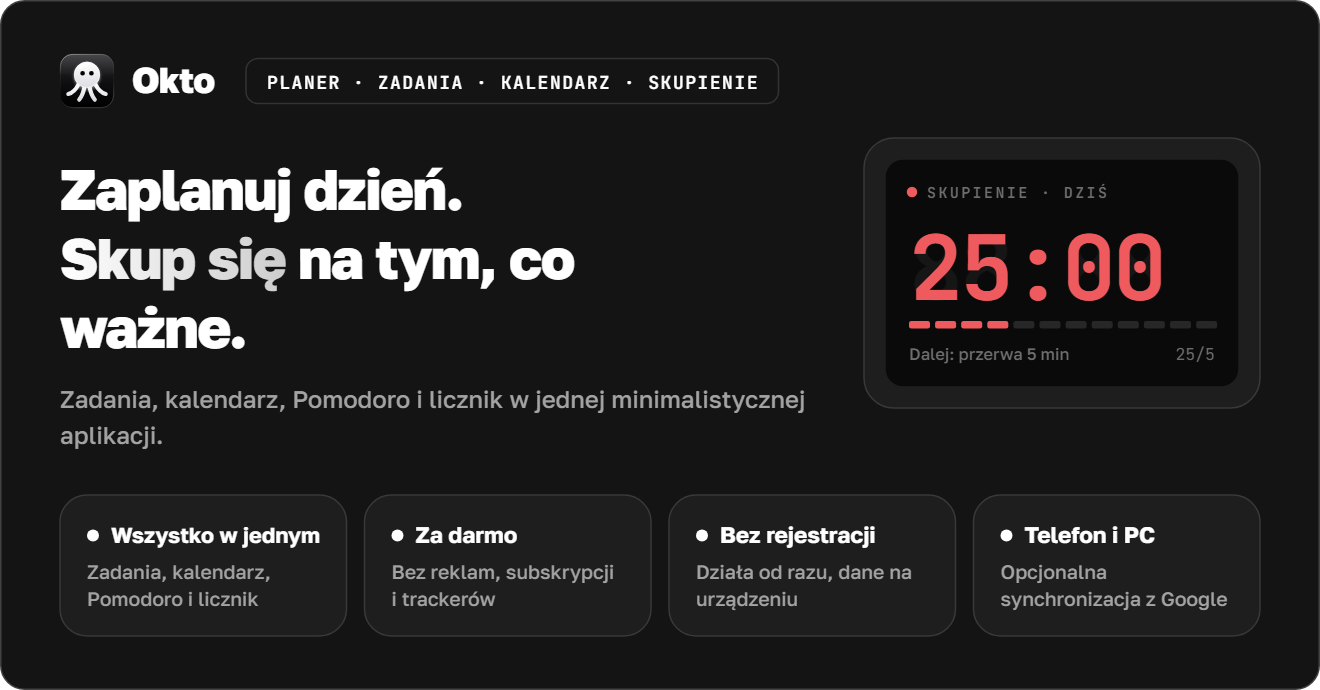 Okto
PLANER · ZADANIA · KALENDARZ · SKUPIENIE
Zaplanuj dzień.
Skup się na tym, co
ważne.
Zadania, kalendarz, Pomodoro i licznik w jednej minimalistycznej
aplikacji.
SKUPIENIE · DZIŚ
25:00
Dalej: przerwa 5 min
25/5
Wszystko w jednym
Zadania, kalendarz,
Pomodoro i licznik
Za darmo
Bez reklam, subskrypcji
i trackerów
Bez rejestracji
Działa od razu, dane na
urządzeniu
Telefon i PC
Opcjonalna
synchronizacja z Google